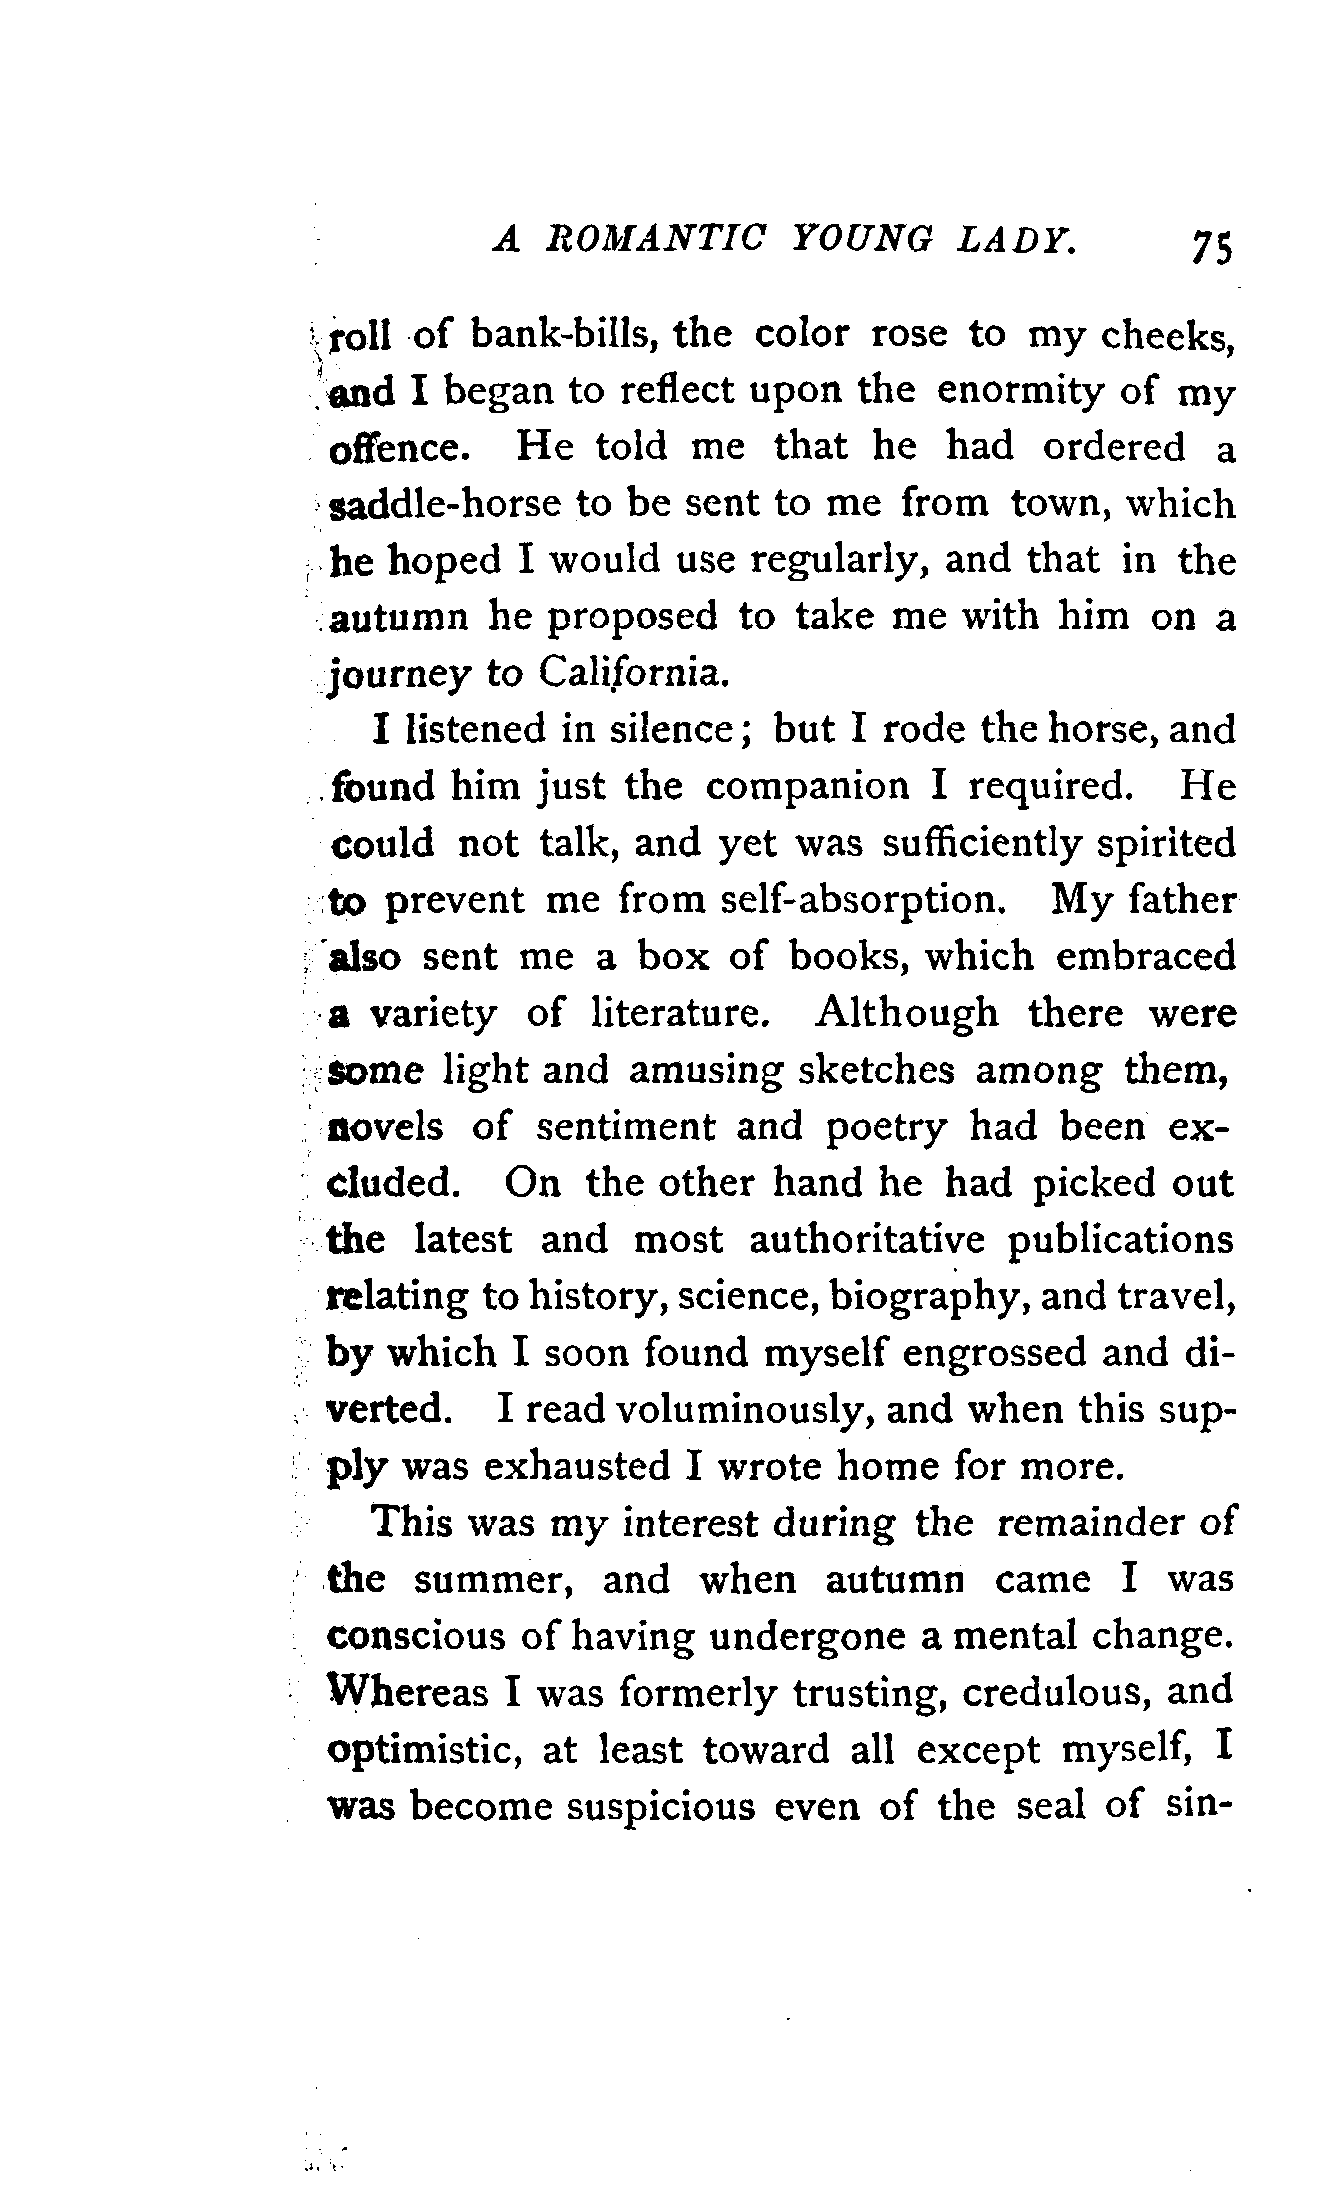 A ROMANTIC YOUNG LADY. 75
roll of bank-bills, the color rose to my cheeks,
and I began to reflect upon the enormity of my
offence. He told me that he had ordered a
saddle-horse to be sent to me from town, which
he hoped I would use regularly, and that in the
autumn he proposed to take me with him on a
journey to California.
I listened in silence; but I rode the horse, and
found him just the companion I required. He
could not talk, and yet was sufficiently spirited
to prevent me from self-absorption. My father
also sent me a box of books, which embraced
a variety of literature. Although there were
some light and amusing sketches among them,
novels of sentiment and poetry had been ex-
cluded. On the other hand he had picked out
the latest and most authoritative publications
relating to history, science, biography, and travel,
by which I soon found myself engrossed and di-
verted. I read voluminously, and when this sup-
ply was exhausted I wrote home for more.
This was my interest during the remainder of
the summer, and when autumn came I was
conscious of having undergone a mental change.
Whereas I was formerly trusting, credulous, and
optimistic, at least toward all except myself, I
was become suspicious even of the seal of sin-